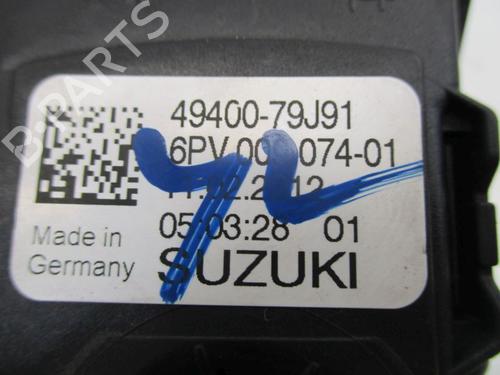 49400-79J91
6PV 00 074-01
05:03:28 01
Made in
Germany
SUZUKI
B-PARTS